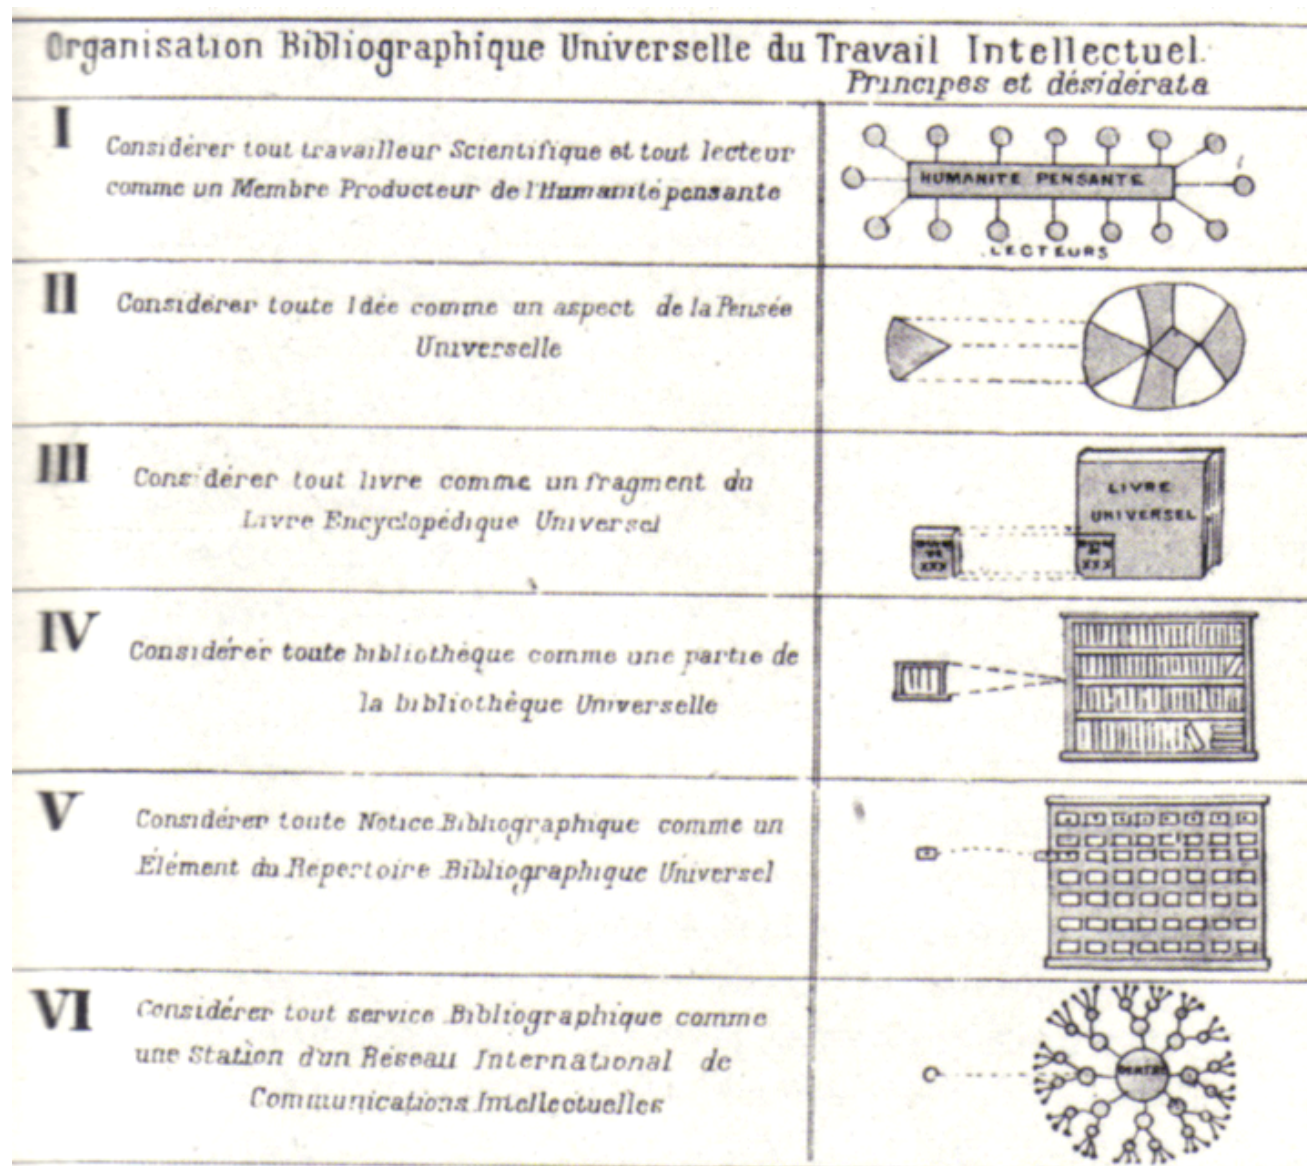 Organisation Bibliographique Universelle du Travail Intellectuel.
Principes et désidérata
I
Considérer tout travailleur Scientifique et tout lecteur
comme un Membre Producteur de l'Humanité pensante
HUMANITE PENSANTE
LECTEURS
II
Considérer toute Idée comme un aspect de la Pensée
Universelle
III
Considérer tout livre comme un fragment du
Livre Encyclopédique Universel
LIVRE
UNIVERSEL
XXX
XXX
IV
Considérer toute bibliothèque comme une partie de
la bibliothèque Universelle
V
Considérer toute Notice Bibliographique comme un
Elément du Répertoire Bibliographique Universel
VI
Considérer tout service Bibliographique comme
une Station d'un Réseau International de
Communications Intellectuelles